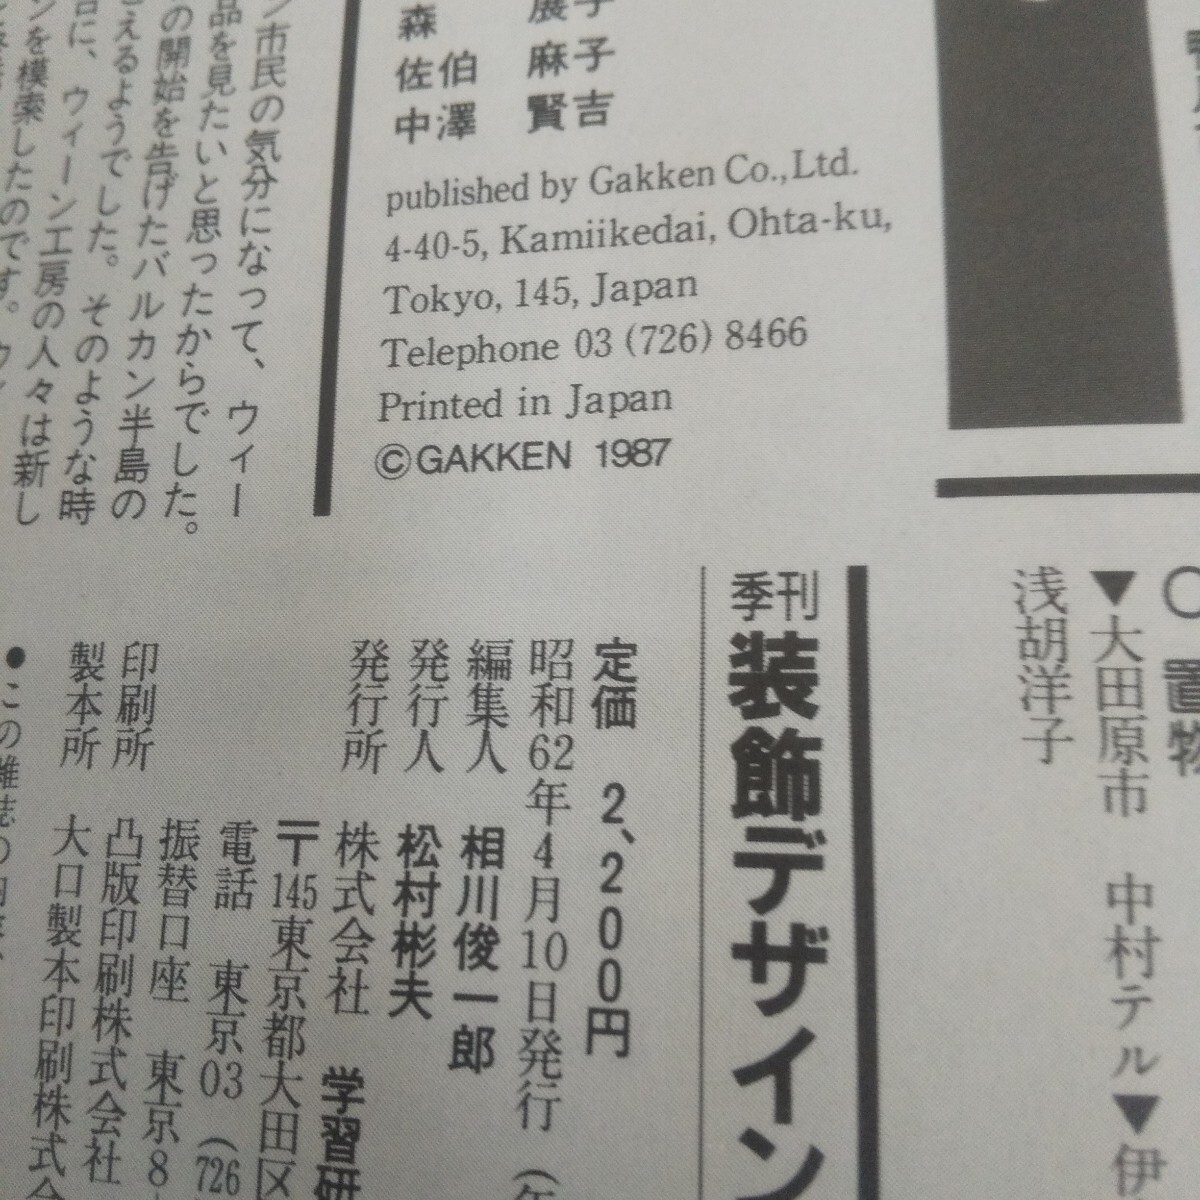 森 展子
佐伯 麻子
中澤 賢吉
published by Gakken Co.,Ltd.
4-40-5, Kamiikedai, Ohta-ku,
Tokyo, 145, Japan
Telephone 03 (726) 8466
Printed in Japan
©GAKKEN 1987
ン市民の気分になって、ウィー
品を見たいと思ったからでした。
の開始を告げたバルカン半島の
えるようでした。そのような時
に、ウィーン工房の人々は新し
ンを模索したのです。
○置物
▼大田原市 中村テル▼伊
浅胡洋子
季刊 装飾デザイン
定価 2、200円
昭和62年4月10日発行
編集人 相川俊一郎
発行人 松村彬夫
発行所 株式会社 学習研
〒145東京都大田区
電話 東京03 (726
振替口座 東京8
印刷所 凸版印刷株式会社
製本所 大口製本印刷株式会
●この雑誌の内容